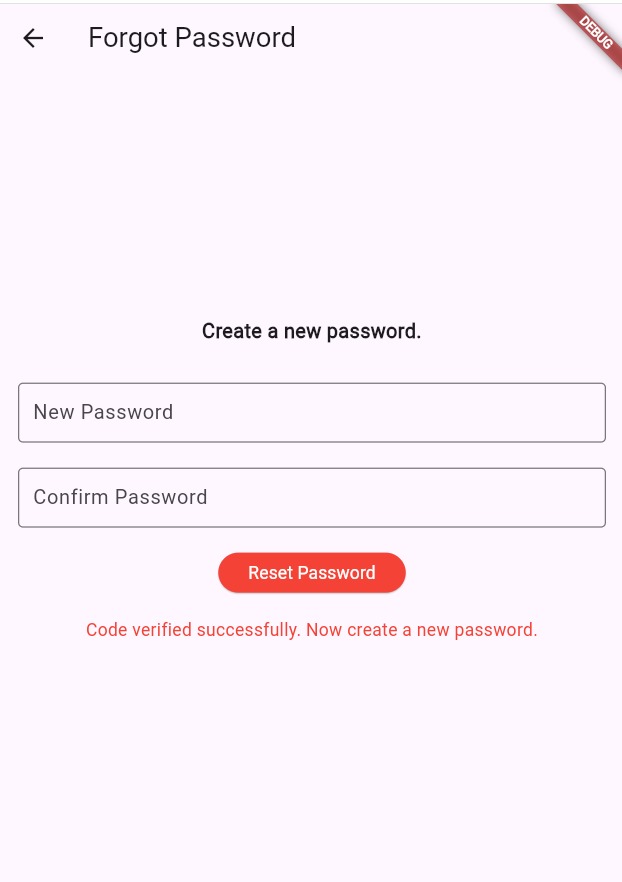 Forgot Password
DEBUG
Create a new password.
New Password
Confirm Password
Reset Password
Code verified successfully. Now create a new password.